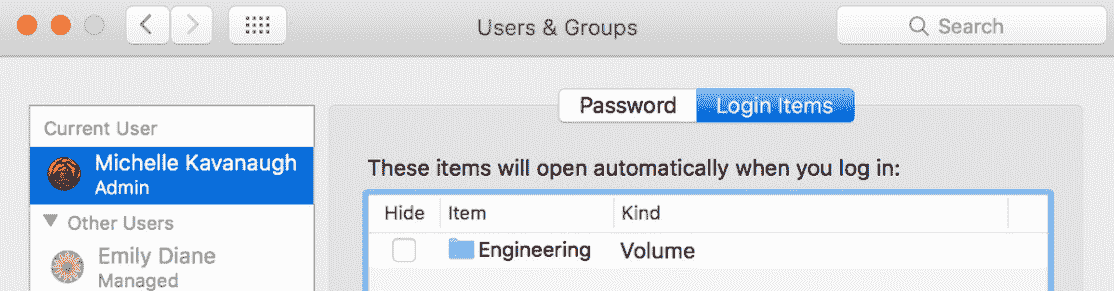 Users & Groups
Search
Password
Login Items
Current User
Michelle Kavanaugh
Admin
Other Users
Emily Diane
Managed
These items will open automatically when you log in:
Hide Item Kind
Engineering Volume